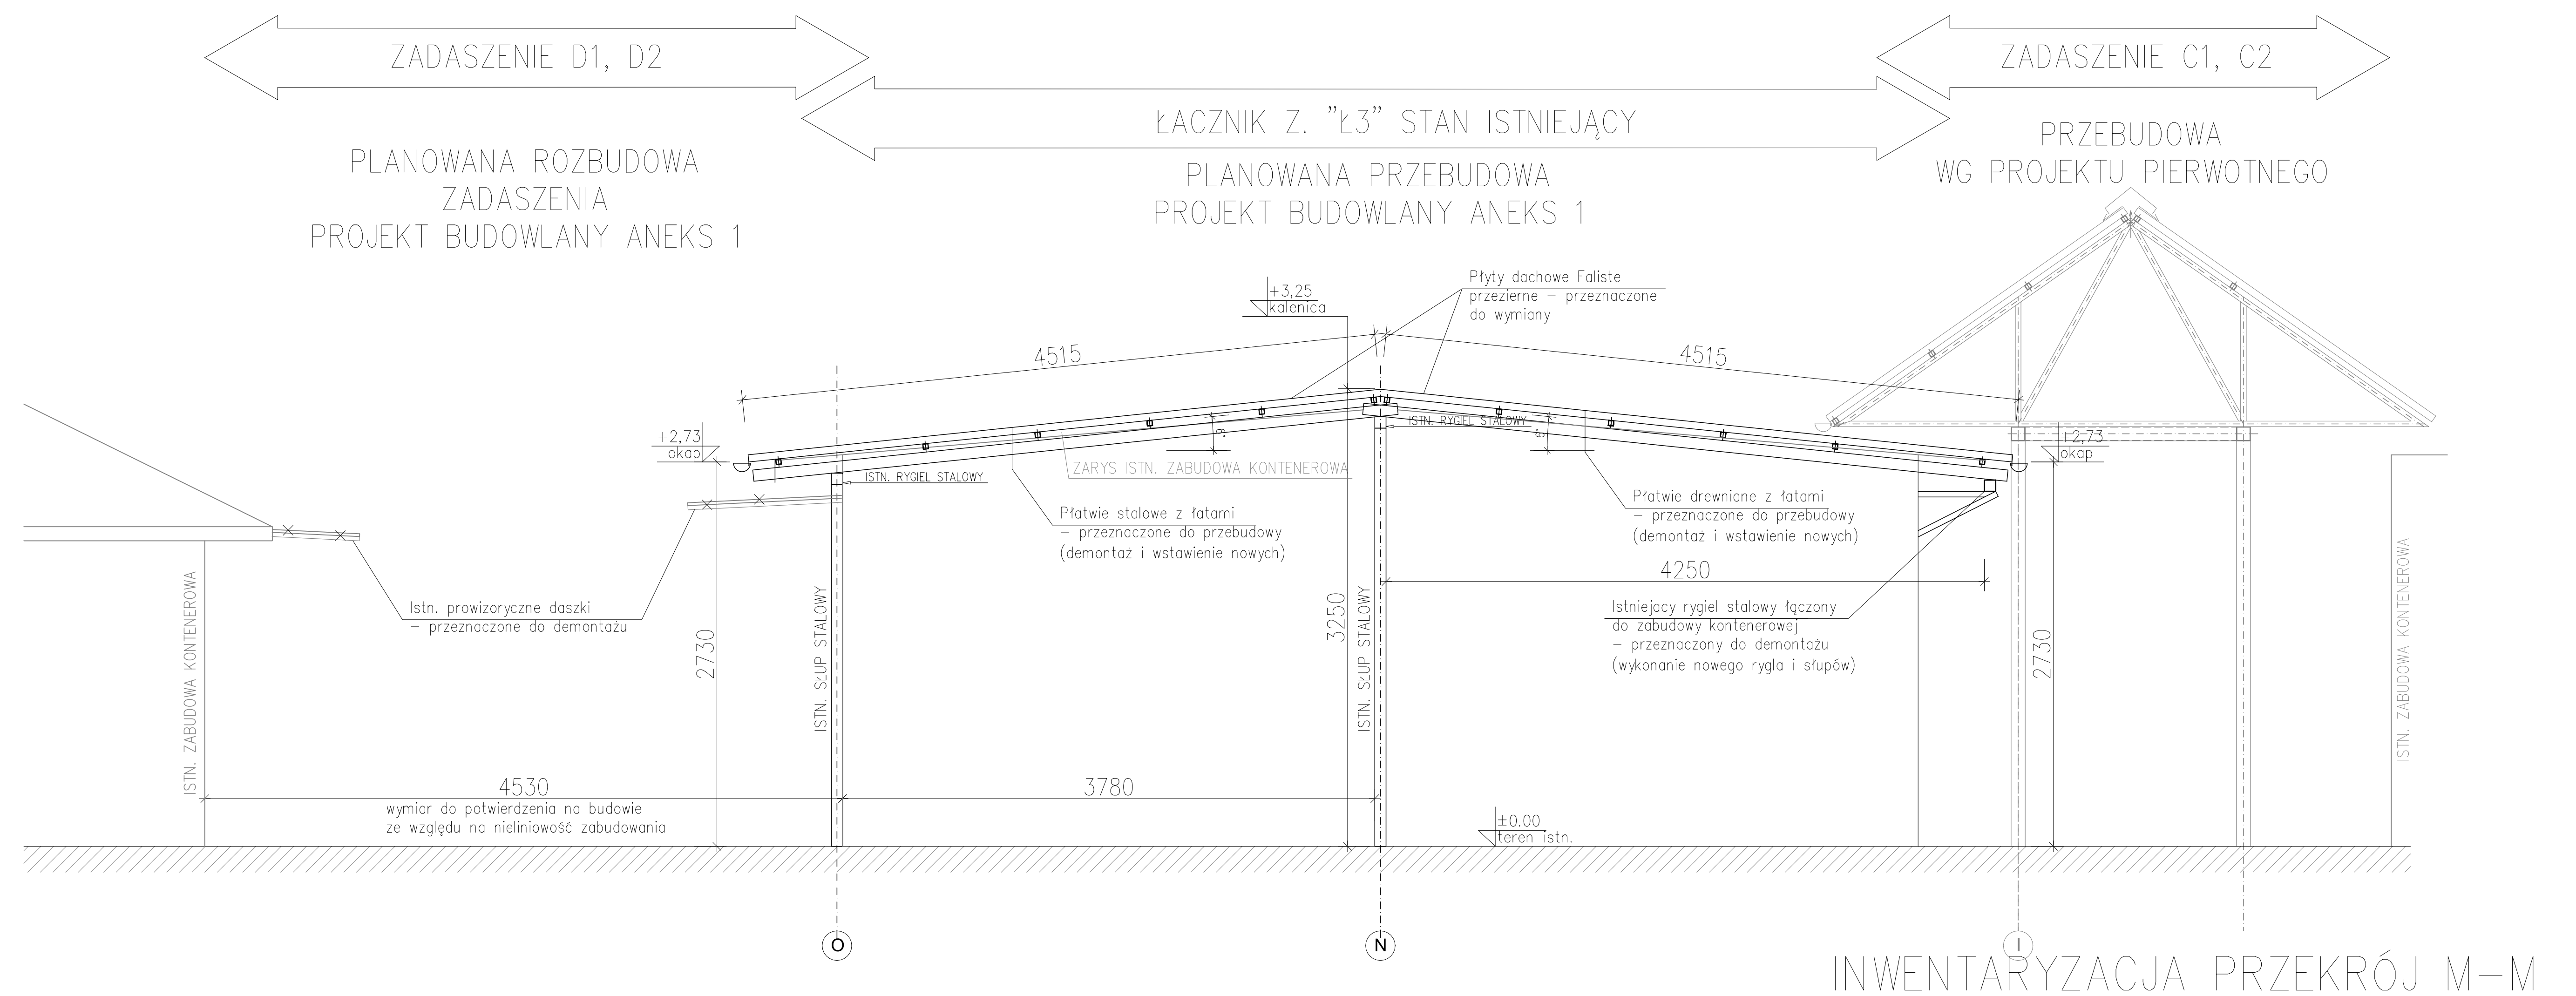 ZADASZENIE D1, D2
ZADASZENIE C1, C2
ŁACZNIK Z. "Ł3" STAN ISTNIEJĄCY
PLANOWANA ROZBUDOWA
ZADASZENIA
PROJEKT BUDOWLANY ANEKS 1
PLANOWANA PRZEBUDOWA
PROJEKT BUDOWLANY ANEKS 1
PRZEBUDOWA
WG PROJEKTU PIERWOTNEGO
Płyty dachowe Faliste
przezierne – przeznaczone
do wymiany
+3,25
kalenica
4515
4515
+2,73
okap
+2,73
okap
ISTN. RYGIEL STALOWY
6°
6°
ZARYS ISTN. ZABUDOWA KONTENEROWA
ISTN. RYGIEL STALOWY
Płatwie stalowe z łatami
– przeznaczone do przebudowy
(demontaż i wstawienie nowych)
Płatwie drewniane z łatami
– przeznaczone do przebudowy
(demontaż i wstawienie nowych)
4250
Istn. prowizoryczne daszki
– przeznaczone do demontażu
Istniejacy rygiel stalowy łączony
do zabudowy kontenerowej
– przeznaczony do demontażu
(wykonanie nowego rygla i słupów)
ISTN. ZABUDOWA KONTENEROWA
2730
ISTN. SŁUP STALOWY
3250
ISTN. SŁUP STALOWY
2730
ISTN. ZABUDOWA KONTENEROWA
4530
wymiar do potwierdzenia na budowie
ze względu na nieliniowość zabudowania
3780
±0.00
teren istn.
O
N
I
INWENTARYZACJA PRZEKRÓJ M–M